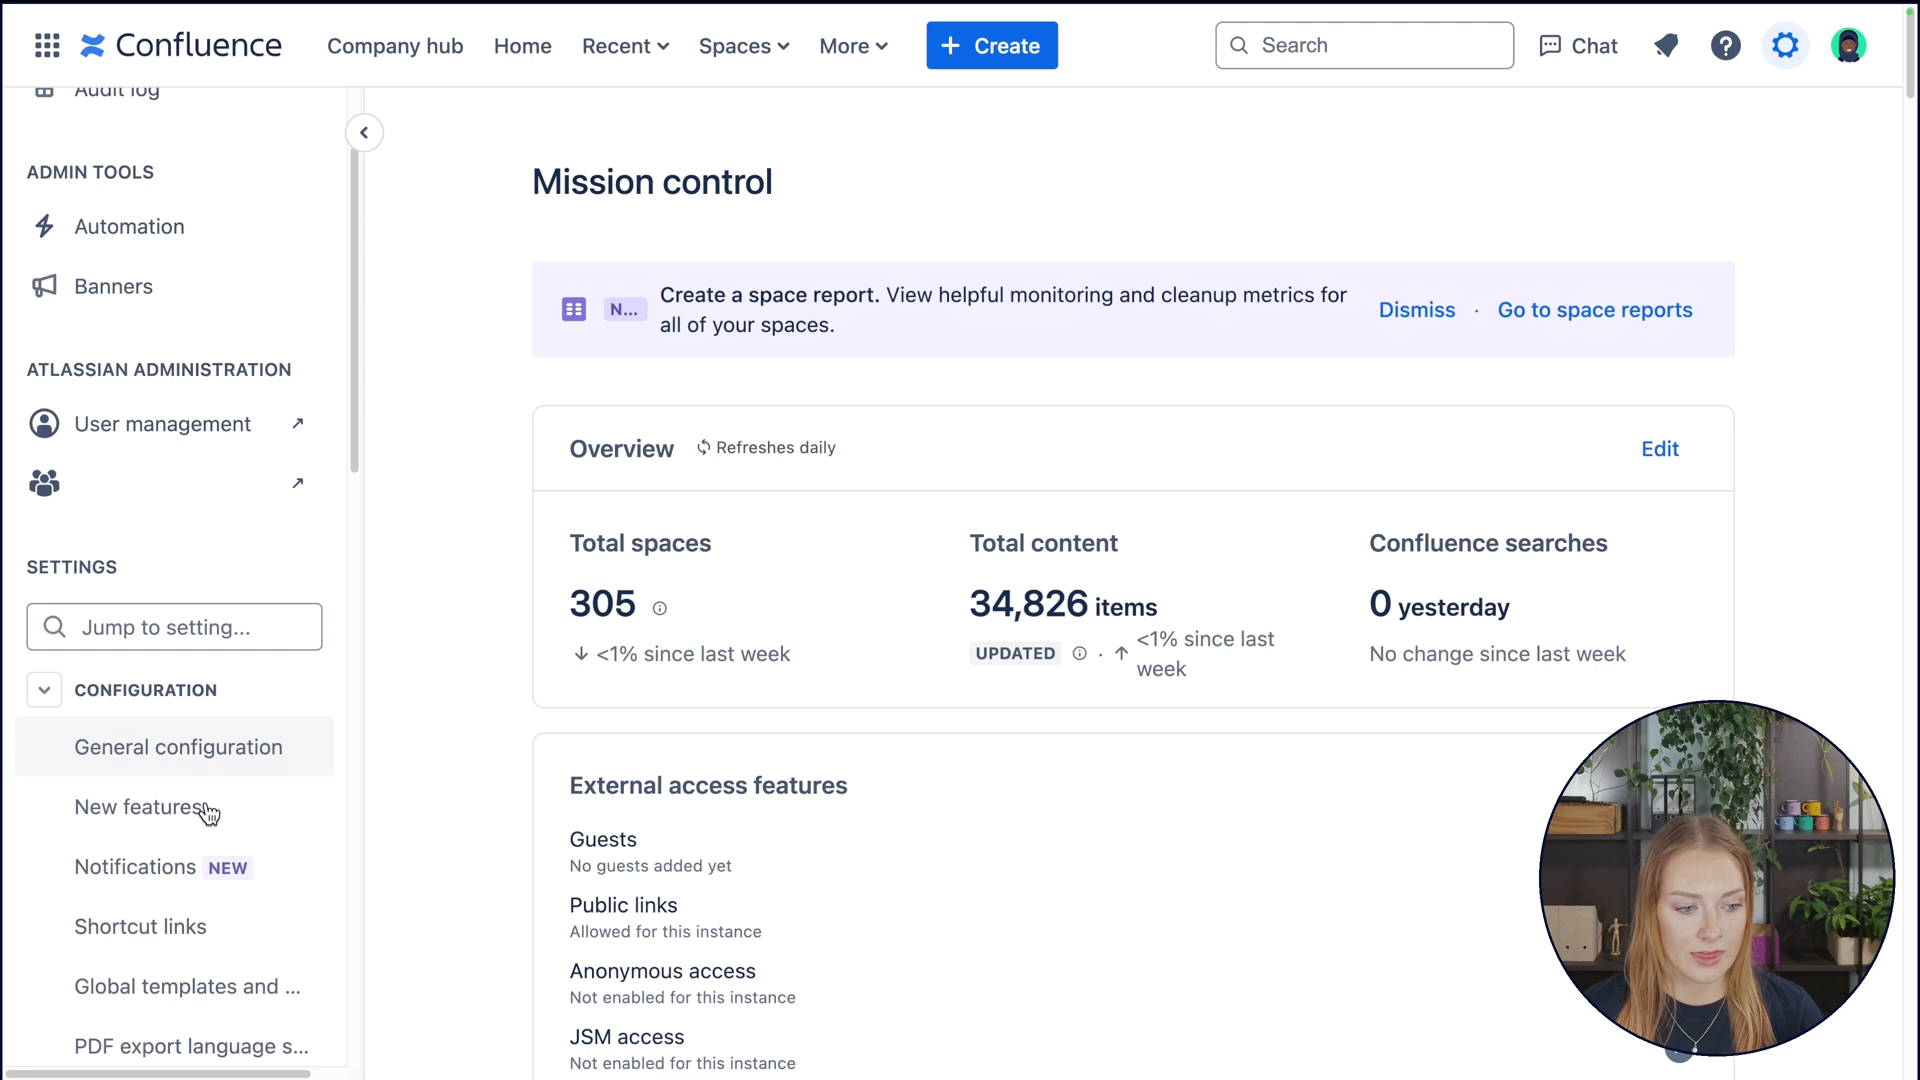 Confluence
Company hub
Home
Recent
Spaces
More
+ Create
Search
Chat
Audit log
ADMIN TOOLS
Automation
Banners
ATLASSIAN ADMINISTRATION
User management
SETTINGS
Jump to setting...
CONFIGURATION
General configuration
New features
Notifications NEW
Shortcut links
Global templates and ...
PDF export language s...
Mission control
N...
Create a space report. View helpful monitoring and cleanup metrics for
all of your spaces.
Dismiss · Go to space reports
Overview
Refreshes daily
Edit
Total spaces
305
<1% since last week
Total content
34,826 items
UPDATED
· <1% since last
week
Confluence searches
0 yesterday
No change since last week
External access features
Guests
No guests added yet
Public links
Allowed for this instance
Anonymous access
Not enabled for this instance
JSM access
Not enabled for this instance